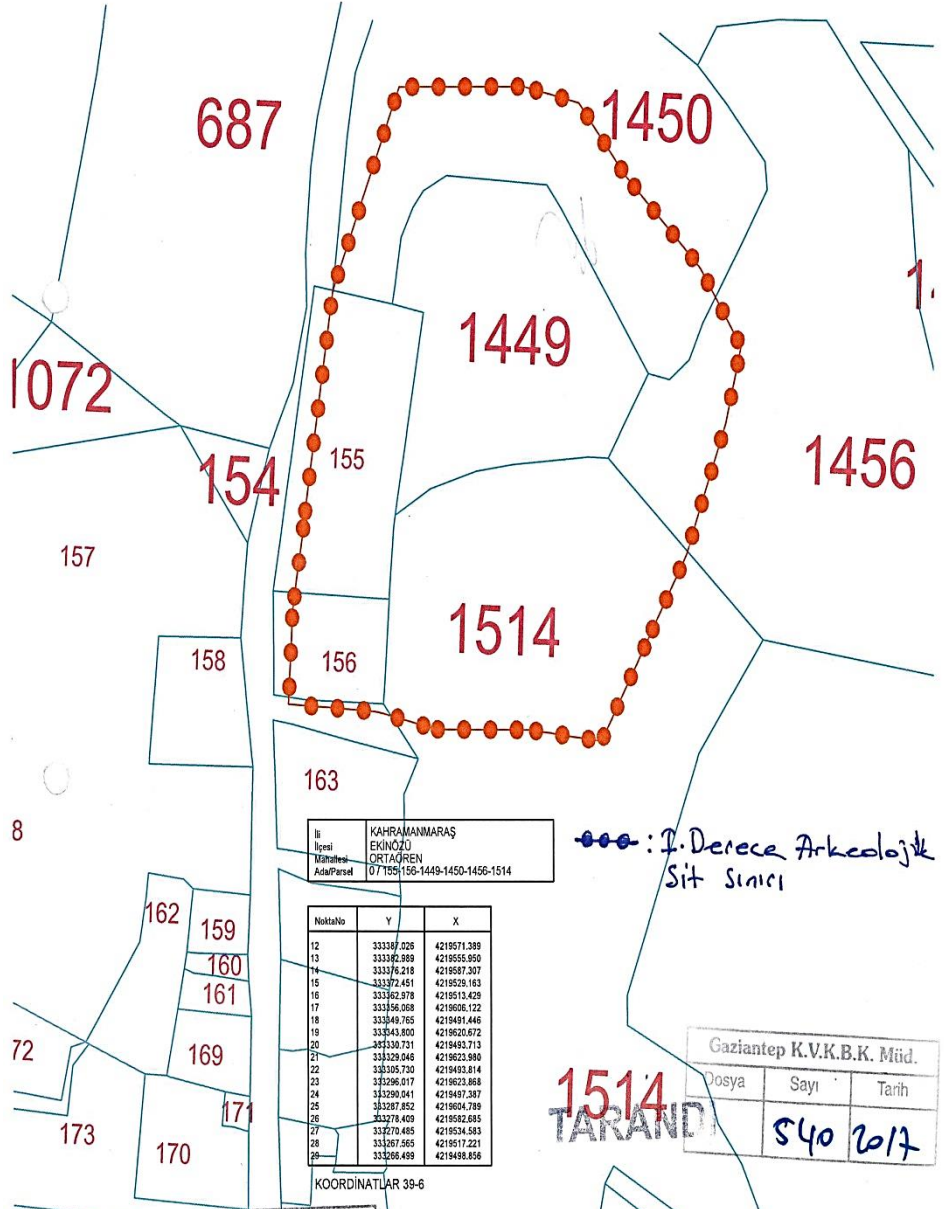 687
1450
1449
1072
154
155
1456
157
1514
158
156
163
8
İli KAHRAMANMARAŞ
İlçesi EKİNÖZÜ
Mahallesi ORTAÖREN
Ada/Parsel 0 / 155-156-1449-1450-1456-1514
: I. Derece Arkeolojik
Sit sınırı
162
159
160
161
169
72
173
170
171
NoktaNo Y X
12 333387.026 4219571.389
13 333382.989 4219555.950
14 333376.218 4219587.307
15 333372.451 4219529.163
16 333362.978 4219513.429
17 333356.068 4219606.122
18 333349.765 4219491.446
19 333343.800 4219620.672
20 333330.731 4219493.713
21 333329.046 4219623.980
22 333305.730 4219493.814
23 333296.017 4219623.868
24 333290.041 4219497.387
25 333287.852 4219604.789
26 333278.409 4219582.685
27 333270.485 4219534.583
28 333267.565 4219517.221
29 333266.499 4219498.856
KOORDİNATLAR 39-6
1514
TARANDI
Gaziantep K.V.K.B.K. Müd.
Dosya Sayı Tarih
540 2017